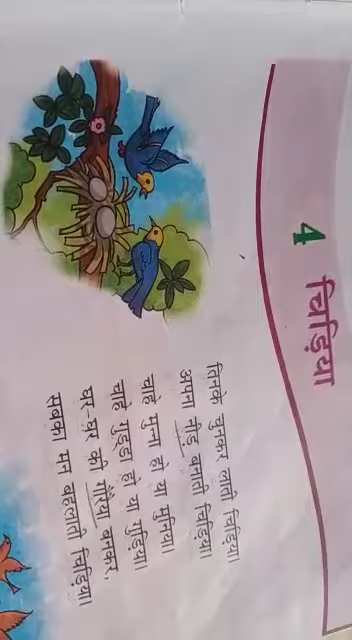 4
चिड़िया
तिनके चुनकर लाती चिड़िया।
अपना नीड़ बनाती चिड़िया।
चाहे मुन्ना हो या मुनिया।
चाहे गुड्डा हो या गुड़िया।
घर-घर की गौरैया बनकर,
सबका मन बहलाती चिड़िया।